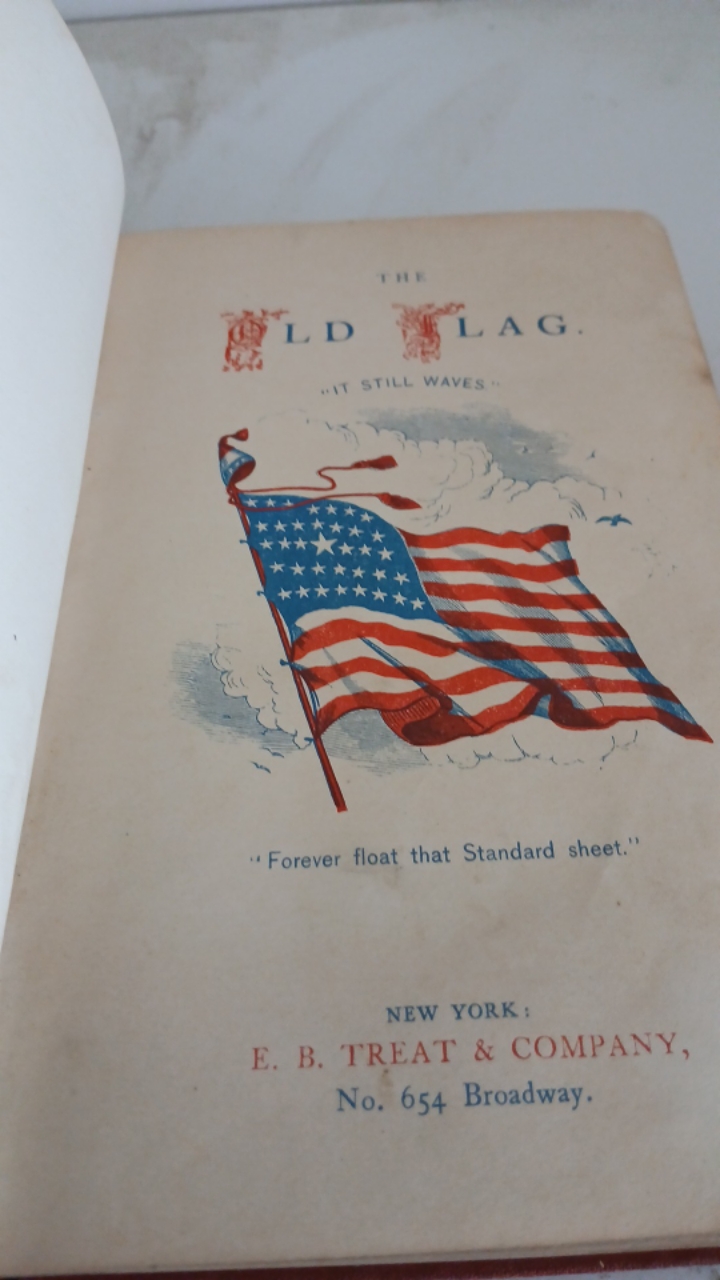 THE
OLD FLAG.
"IT STILL WAVES"
"Forever float that Standard sheet."
NEW YORK:
E. B. TREAT & COMPANY,
No. 654 Broadway.